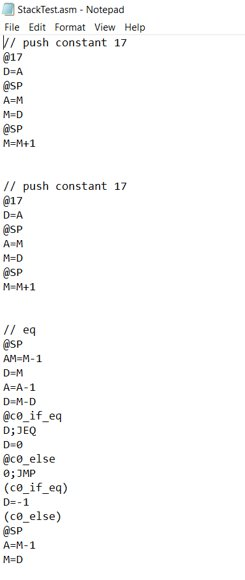 StackTest.asm - Notepad
File Edit Format View Help
// push constant 17
@17
D=A
@SP
A=M
M=D
@SP
M=M+1
// push constant 17
@17
D=A
@SP
A=M
M=D
@SP
M=M+1
// eq
@SP
AM=M-1
D=M
A=A-1
D=M-D
@c0_if_eq
D;JEQ
D=0
@c0_else
0;JMP
(c0_if_eq)
D=-1
(c0_else)
@SP
A=M-1
M=D